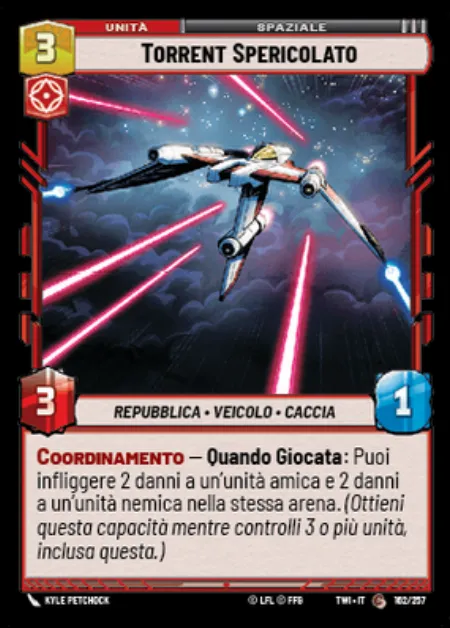 UNITÀ SPAZIALE
3 TORRENT SPERICOLATO
3 REPUBBLICA • VEICOLO • CACCIA 1
COORDINAMENTO – Quando Giocata: Puoi
infliggere 2 danni a un'unità amica e 2 danni
a un'unità nemica nella stessa arena. (Ottieni
questa capacità mentre controlli 3 o più unità,
inclusa questa.)
KYLE PETCHOCK © LFL © FFG TWI • IT C 162/257